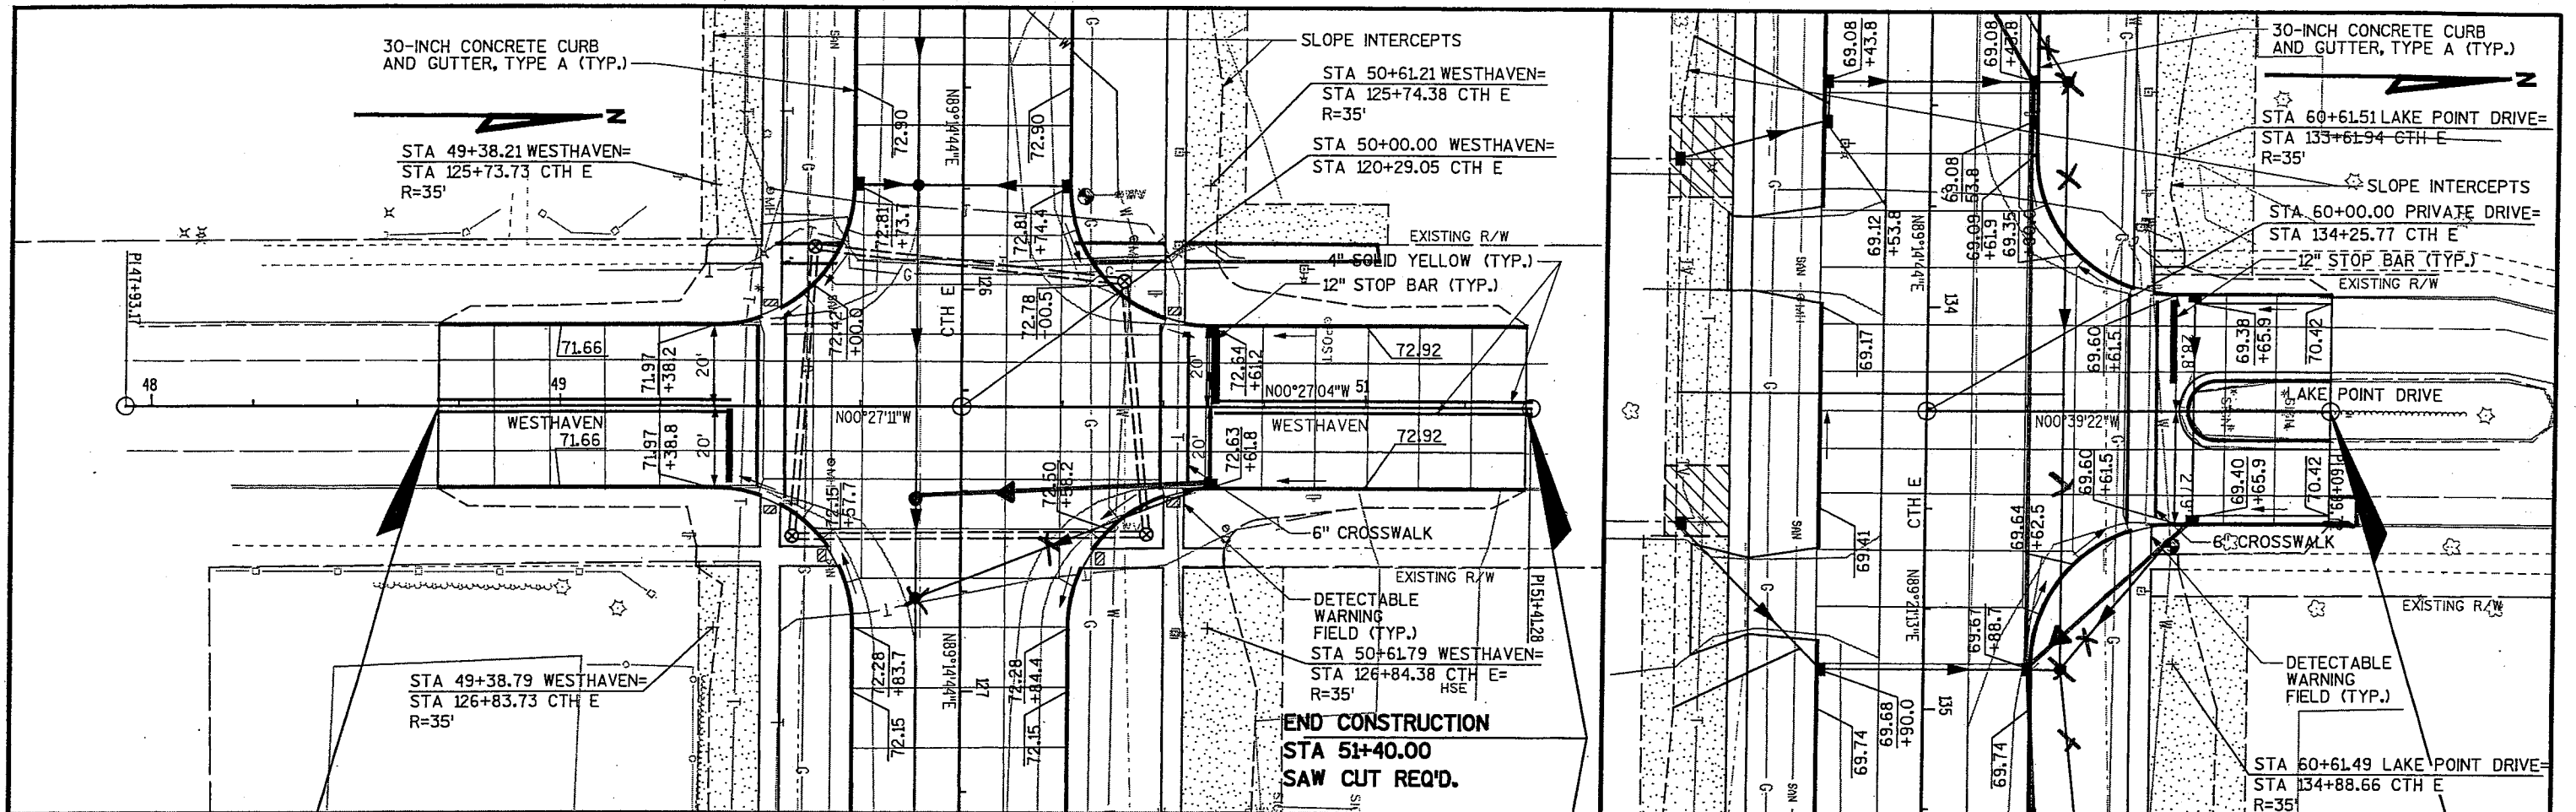 30-INCH CONCRETE CURB
AND GUTTER, TYPE A (TYP.)
N
STA 49+38.21 WESTHAVEN=
STA 125+73.73 CTH E
R=35'
SLOPE INTERCEPTS
STA 50+61.21 WESTHAVEN=
STA 125+74.38 CTH E
R=35'
STA 50+00.00 WESTHAVEN=
STA 120+29.05 CTH E
EXISTING R/W
4" SOLID YELLOW (TYP.)
12" STOP BAR (TYP.)
72.90
N89°14'44"E
72.90
72.81
+73.7
72.81
+74.4
CTH E
126
72.42
+00.0
72.78
+00.5
PI 47+93.17
48
49
71.66
71.97
+38.2
20'
WESTHAVEN
71.66
71.97
+38.8
20'
N00°27'11"W
20'
72.64
+61.2
72.92
N00°27'04"W
51
WESTHAVEN
72.92
20'
72.63
+61.8
72.15
+57.7
72.50
+58.2
6" CROSSWALK
EXISTING R/W
PI 51+41.28
DETECTABLE
WARNING
FIELD (TYP.)
STA 50+61.79 WESTHAVEN=
STA 126+84.38 CTH E=
R=35'
HSE
STA 49+38.79 WESTHAVEN=
STA 126+83.73 CTH E
R=35'
72.28
+83.7
72.15
N89°14'44"E
127
72.28
+84.4
72.15
END CONSTRUCTION
STA 51+40.00
SAW CUT REQ'D.
69.08
+43.8
69.08
+43.8
30-INCH CONCRETE CURB
AND GUTTER, TYPE A (TYP.)
N
STA 60+61.51 LAKE POINT DRIVE=
STA 133+61.94 CTH E
R=35'
SLOPE INTERCEPTS
STA 60+00.00 PRIVATE DRIVE=
STA 134+25.77 CTH E
12" STOP BAR (TYP.)
EXISTING R/W
69.12
+53.8
N89°14'44"E
69.08
69.09
+61.9
69.35
134
69.17
69.60
+61.5
28.8'
69.38
+65.9
70.42
LAKE POINT DRIVE
N00°39'22"W
69.60
+61.5
27.9'
69.40
+65.9
70.42
6" CROSSWALK
69.41
CTH E
69.64
+62.5
N89°21'13"E
69.67
+88.7
EXISTING R/W
DETECTABLE
WARNING
FIELD (TYP.)
69.74
69.68
+90.0
135
69.74
STA 60+61.49 LAKE POINT DRIVE=
STA 134+88.66 CTH E
R=35'